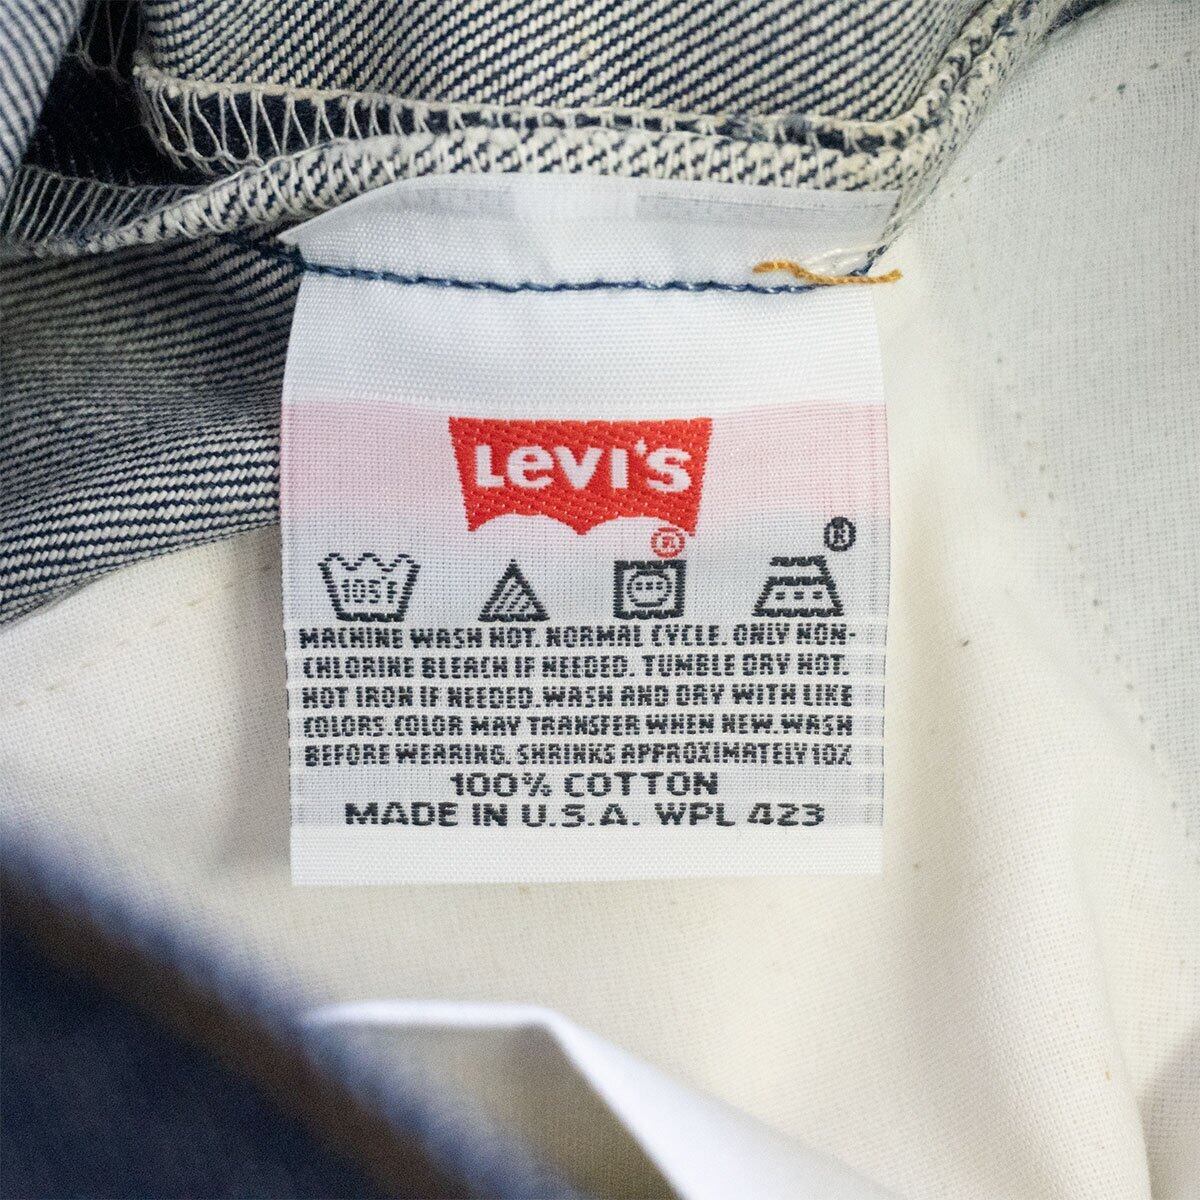 LEVI'S
®
®
105°F
MACHINE WASH HOT. NORMAL CYCLE. ONLY NON-
CHLORINE BLEACH IF NEEDED. TUMBLE DRY HOT.
HOT IRON IF NEEDED. WASH AND DRY WITH LIKE
COLORS. COLOR MAY TRANSFER WHEN NEW. WASH
BEFORE WEARING. SHRINKS APPROXIMATELY 10%
100% COTTON
MADE IN U.S.A. WPL 423